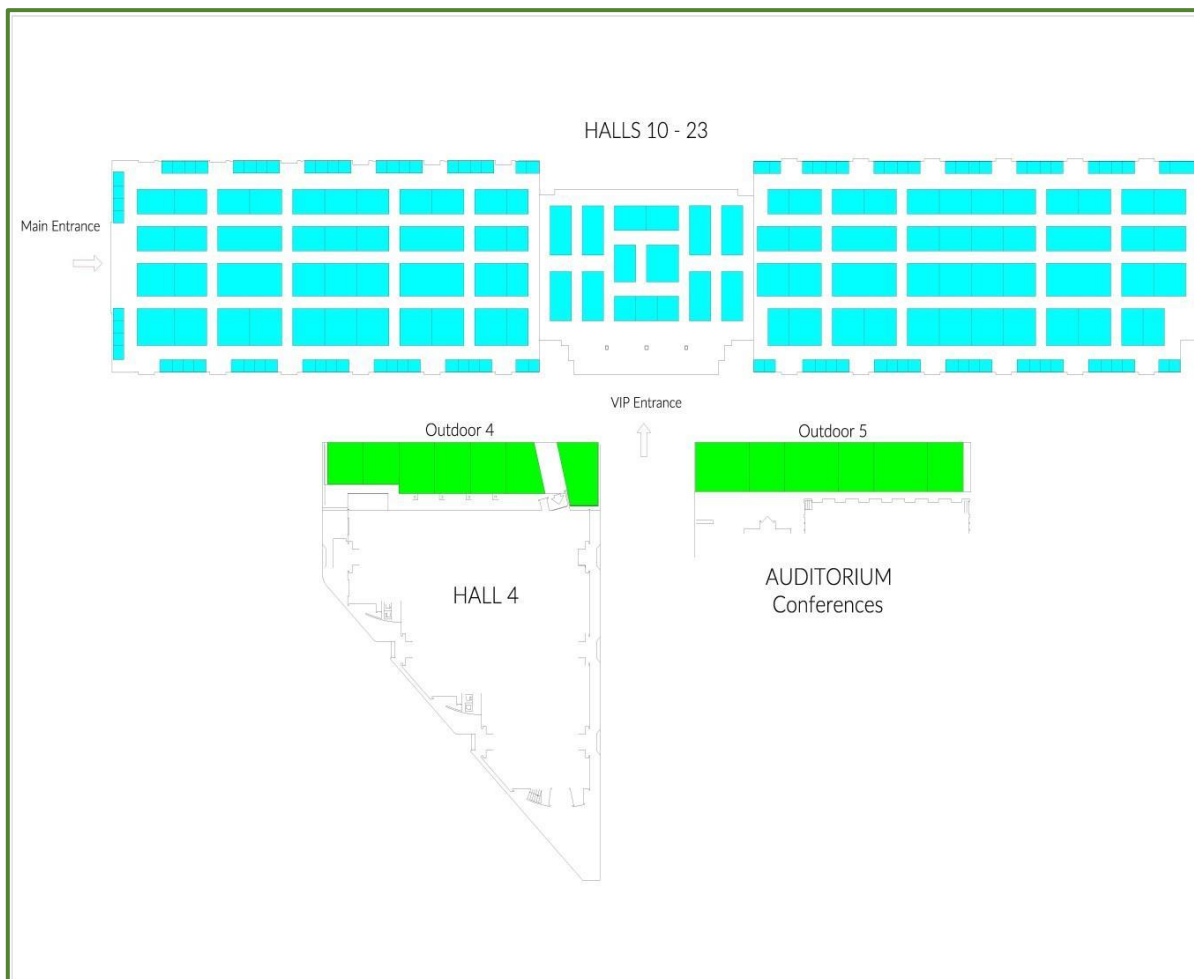 HALLS 10 - 23
Main Entrance
VIP Entrance
Outdoor 4
Outdoor 5
HALL 4
AUDITORIUM
Conferences